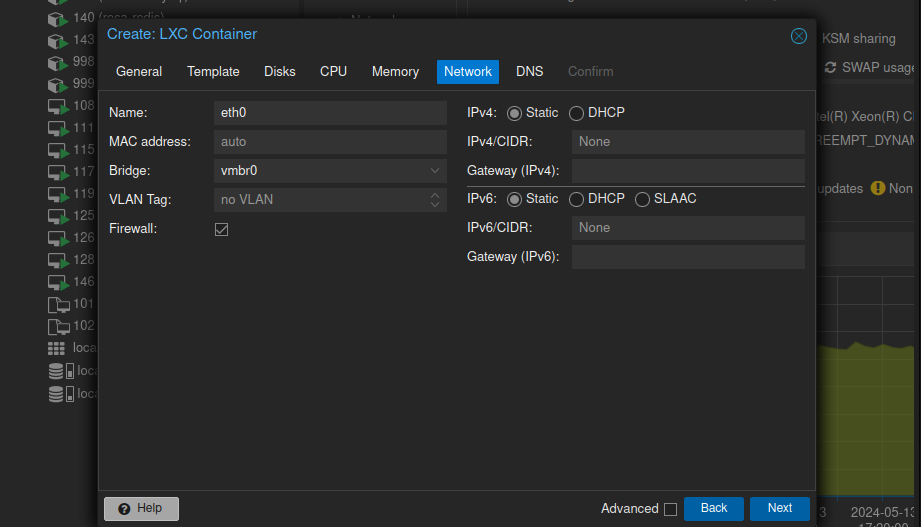 140 (rosa-redis)
Create: LXC Container
143
KSM sharing
998
SWAP usage
General Template Disks CPU Memory Network DNS Confirm
999
108
Name: eth0
IPv4: Static DHCP
tel(R) Xeon(R) C
111
MAC address: auto
IPv4/CIDR: None
REEMPT_DYNAM
115
117
Bridge: vmbr0
Gateway (IPv4):
119
VLAN Tag: no VLAN
IPv6: Static DHCP SLAAC
updates Non
125
Firewall:
IPv6/CIDR: None
126
128
Gateway (IPv6):
146
101
102
loca
loca
loca
Help
Advanced Back Next
3 2024-05-13
17:20:00